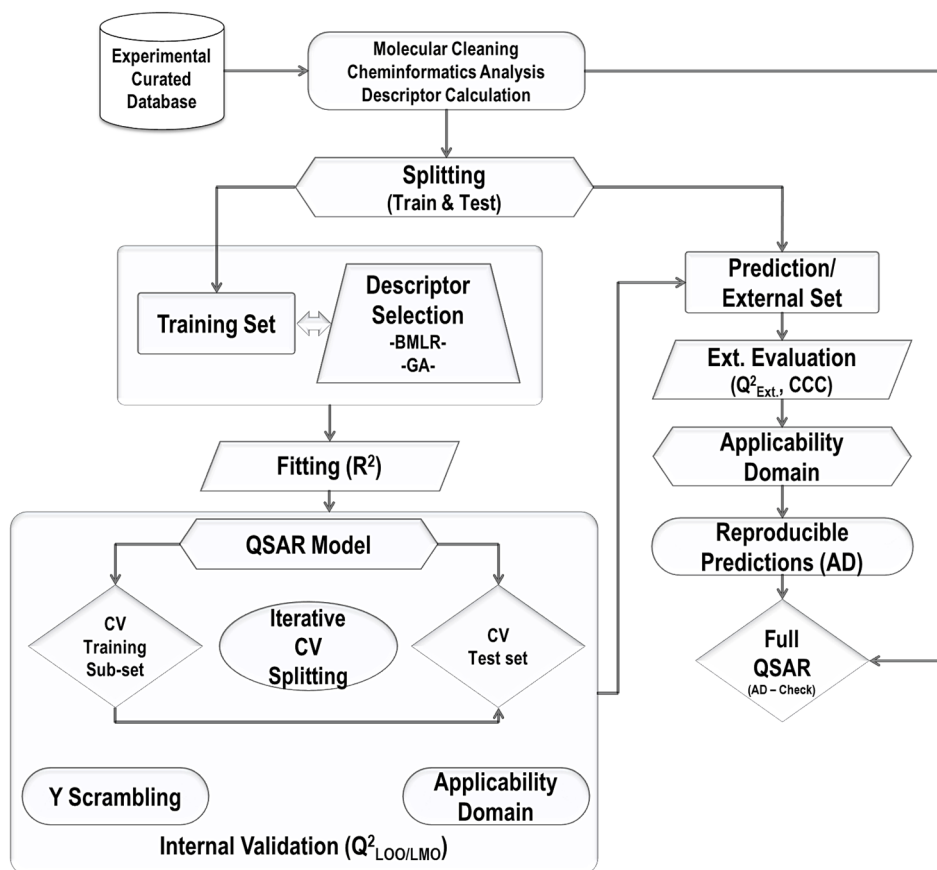 Experimental
Curated
Database
Molecular Cleaning
Cheminformatics Analysis
Descriptor Calculation
Splitting
(Train & Test)
Training Set
Descriptor
Selection
-BMLR-
-GA-
Prediction/
External Set
Ext. Evaluation
(Q²Ext., CCC)
Fitting (R²)
Applicability
Domain
QSAR Model
Reproducible
Predictions (AD)
CV
Training
Sub-set
Iterative
CV
Splitting
CV
Test set
Full
QSAR
(AD – Check)
Y Scrambling
Applicability
Domain
Internal Validation (Q²LOO/LMO)